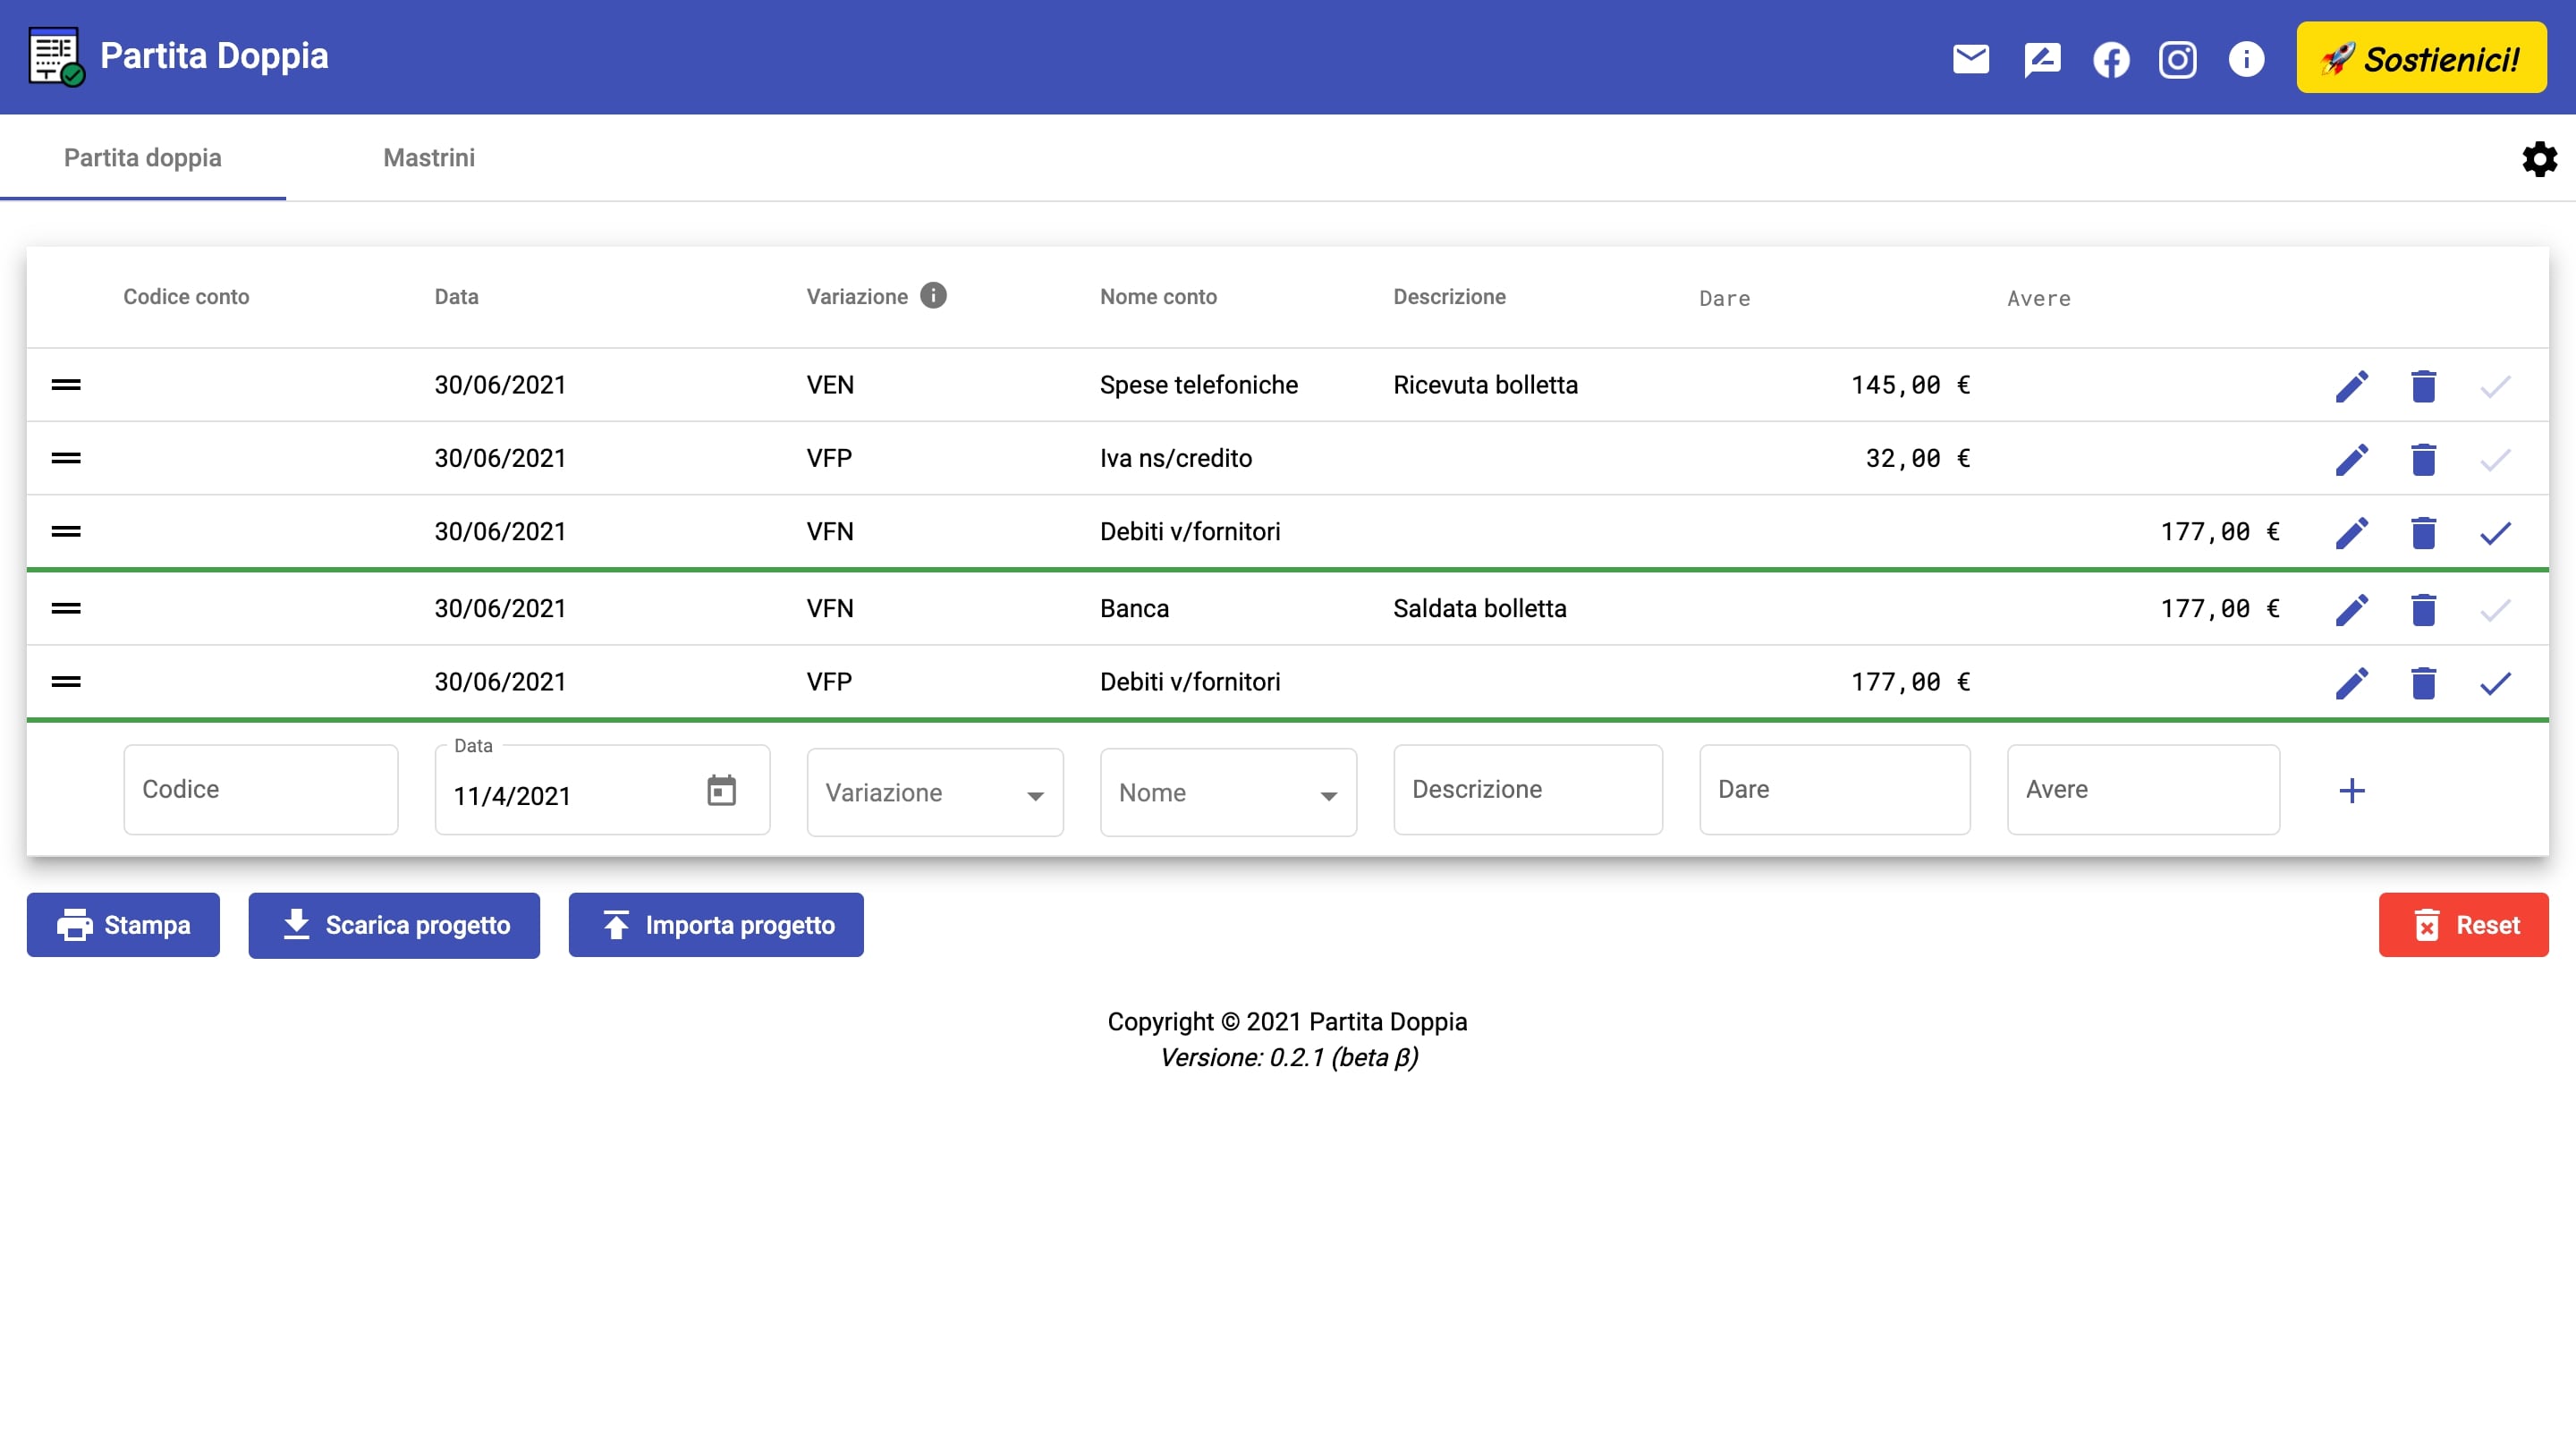 Partita Doppia
🚀 Sostienici!
Partita doppia Mastrini
Codice conto Data Variazione Nome conto Descrizione Dare Avere
30/06/2021 VEN Spese telefoniche Ricevuta bolletta 145,00 €
30/06/2021 VFP Iva ns/credito 32,00 €
30/06/2021 VFN Debiti v/fornitori 177,00 €
30/06/2021 VFN Banca Saldata bolletta 177,00 €
30/06/2021 VFP Debiti v/fornitori 177,00 €
Data
Codice 11/4/2021 Variazione Nome Descrizione Dare Avere
Stampa Scarica progetto Importa progetto Reset
Copyright © 2021 Partita Doppia
Versione: 0.2.1 (beta β)